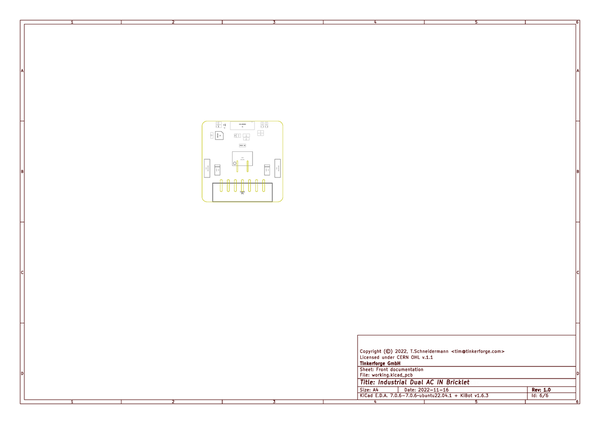 1 2 3 4 5 6
A A
B B
C C
Copyright (©) 2022, T.Schneidermann <tim@tinkerforge.com>
Licensed under CERN OHL v.1.1
Tinkerforge GmbH
Sheet: Front documentation
D D
File: working.kicad_pcb
Title: Industrial Dual AC IN Bricklet
Size: A4 Date: 2022-11-16 Rev: 1.0
KiCad E.D.A. 7.0.6-7.0.6~ubuntu22.04.1 + KiBot v1.6.3 Id: 6/6
1 2 3 4 5 6